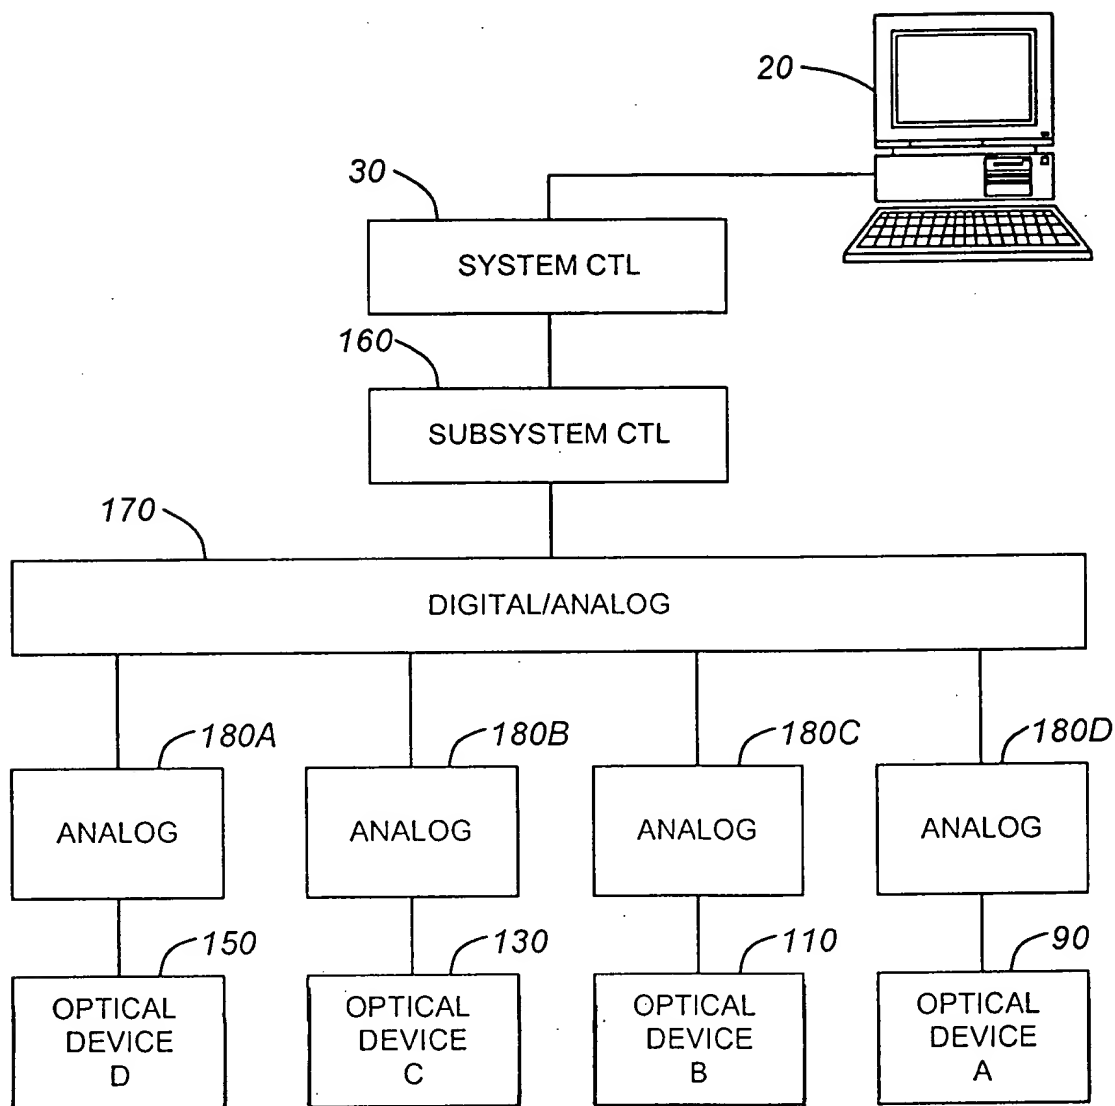 20
30
SYSTEM CTL
160
SUBSYSTEM CTL
170
DIGITAL/ANALOG
180A
180B
180C
180D
ANALOG
ANALOG
ANALOG
ANALOG
150
130
110
90
OPTICAL
DEVICE
D
OPTICAL
DEVICE
C
OPTICAL
DEVICE
B
OPTICAL
DEVICE
A